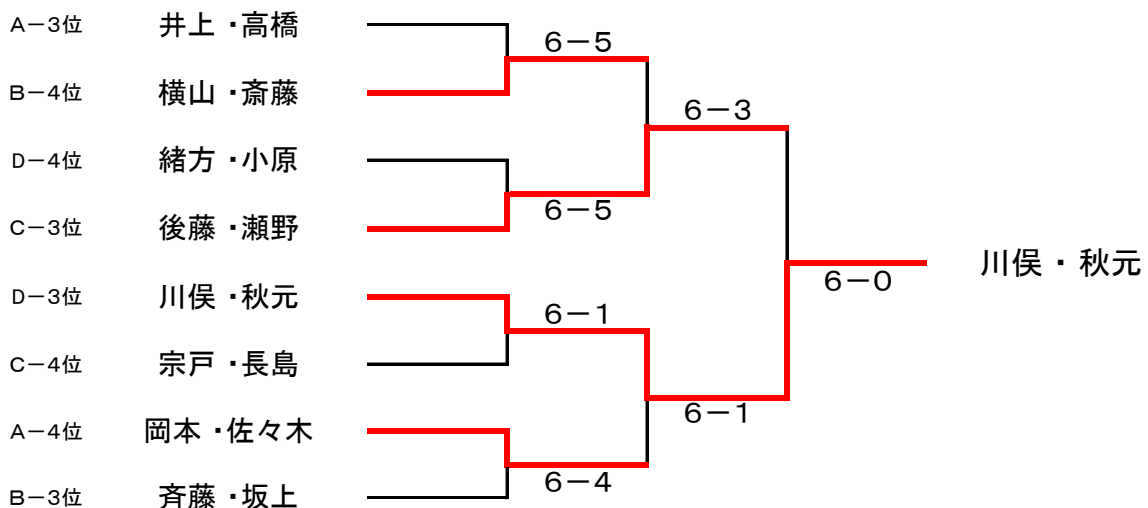 A－3位 井上・高橋
6－5
B－4位 横山・斎藤
6－3
D－4位 緒方・小原
6－5
C－3位 後藤・瀬野
川俣・秋元
6－0
D－3位 川俣・秋元
6－1
C－4位 宗戸・長島
6－1
A－4位 岡本・佐々木
6－4
B－3位 斉藤・坂上